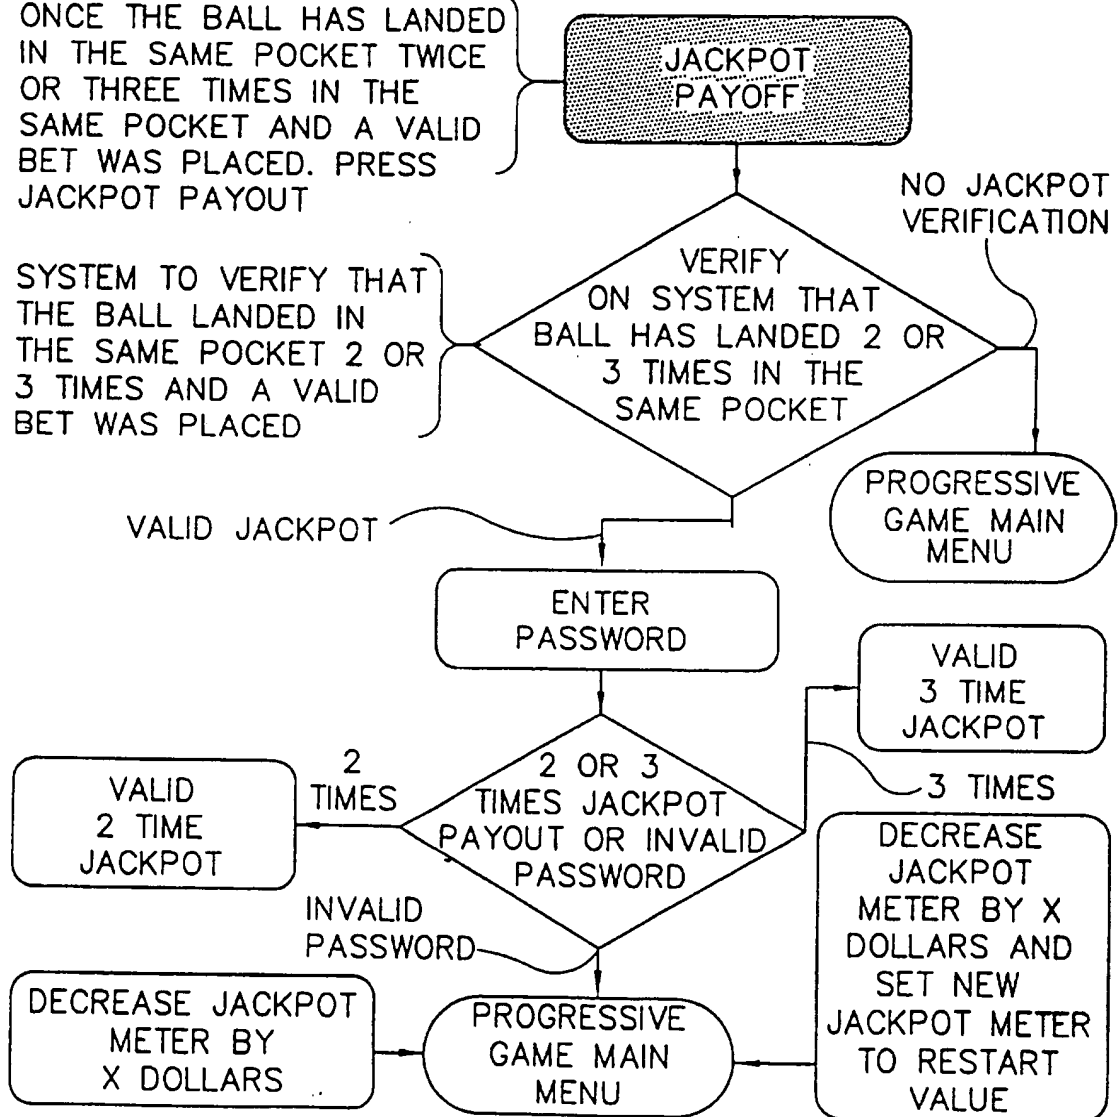 ONCE THE BALL HAS LANDED
IN THE SAME POCKET TWICE
OR THREE TIMES IN THE
SAME POCKET AND A VALID
BET WAS PLACED. PRESS
JACKPOT PAYOUT
JACKPOT
PAYOFF
NO JACKPOT
VERIFICATION
SYSTEM TO VERIFY THAT
THE BALL LANDED IN
THE SAME POCKET 2 OR
3 TIMES AND A VALID
BET WAS PLACED
VERIFY
ON SYSTEM THAT
BALL HAS LANDED 2 OR
3 TIMES IN THE
SAME POCKET
PROGRESSIVE
GAME MAIN
MENU
VALID JACKPOT
ENTER
PASSWORD
VALID
3 TIME
JACKPOT
3 TIMES
2
TIMES
2 OR 3
TIMES JACKPOT
PAYOUT OR INVALID
PASSWORD
VALID
2 TIME
JACKPOT
INVALID
PASSWORD
DECREASE
JACKPOT
METER BY X
DOLLARS AND
SET NEW
JACKPOT METER
TO RESTART
VALUE
DECREASE JACKPOT
METER BY
X DOLLARS
PROGRESSIVE
GAME MAIN
MENU